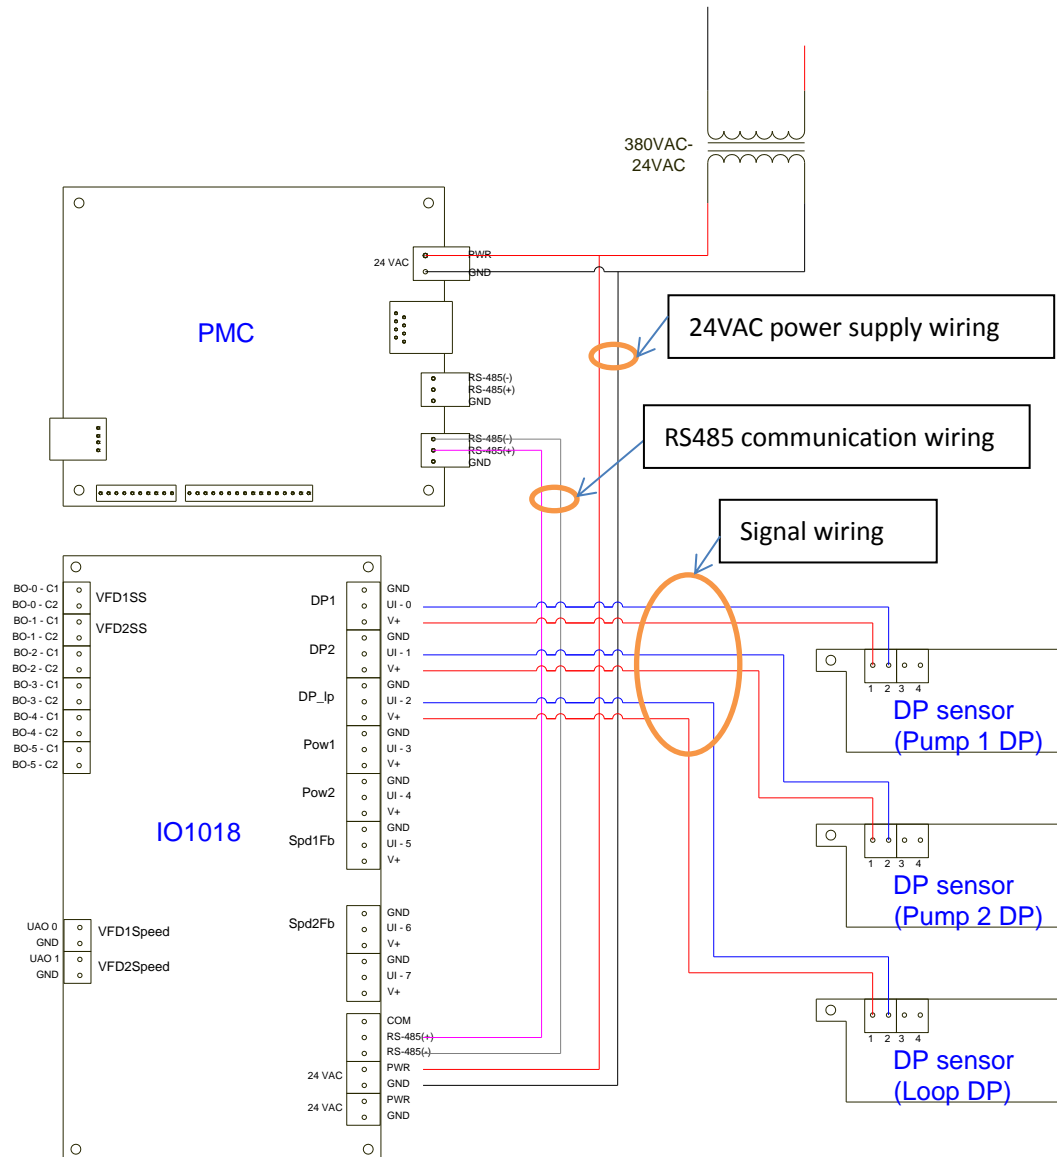 380VAC-
24VAC
24 VAC
PWR
GND
PMC
24VAC power supply wiring
RS-485(-)
RS-485(+)
GND
RS-485(-)
RS-485(+)
GND
RS485 communication wiring
Signal wiring
BO-0 - C1
BO-0 - C2
BO-1 - C1
BO-1 - C2
BO-2 - C1
BO-2 - C2
BO-3 - C1
BO-3 - C2
BO-4 - C1
BO-4 - C2
BO-5 - C1
BO-5 - C2
VFD1SS
VFD2SS
IO1018
UAO 0
GND
UAO 1
GND
VFD1Speed
VFD2Speed
DP1
DP2
DP_lp
Pow1
Pow2
Spd1Fb
Spd2Fb
24 VAC
24 VAC
GND
UI - 0
V+
GND
UI - 1
V+
GND
UI - 2
V+
GND
UI - 3
V+
GND
UI - 4
V+
GND
UI - 5
V+
GND
UI - 6
V+
GND
UI - 7
V+
COM
RS-485(+)
RS-485(-)
PWR
GND
PWR
GND
1 2 3 4
DP sensor
(Pump 1 DP)
1 2 3 4
DP sensor
(Pump 2 DP)
1 2 3 4
DP sensor
(Loop DP)